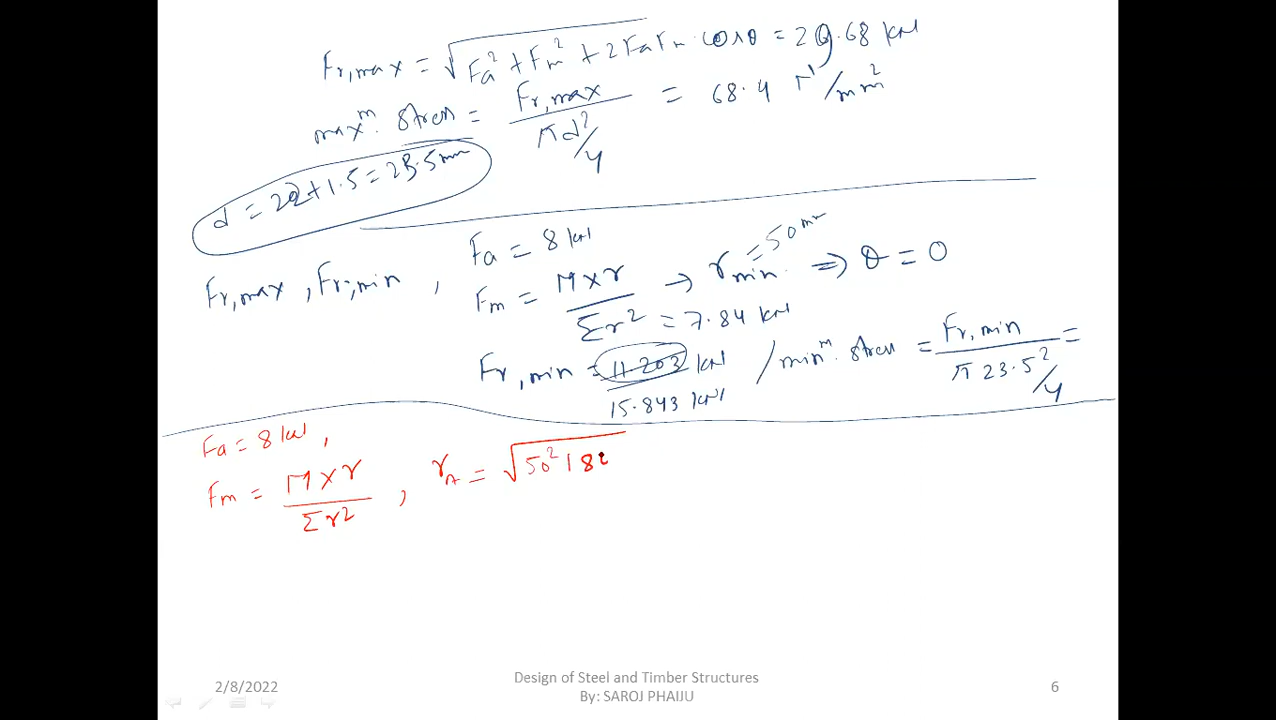 Fr,max = √Fa² + Fm² + 2FaFm cosθ = 29.68 kN
maxᵐ. stress = Fr,max / πd²/4 = 68.4 N/mm²
d = 22+1.5 = 23.5mm
Fr,max , Fr,min , Fa = 8 kN
Fm = M×r / Σr² → rmin = 50mm ⇒ θ = 0
= 7.84 kN
Fr,min = 11.203 kN / minᵐ. stress = Fr,min / π 23.5²/4 =
15.843 kN
Fa = 8 kN ,
Fm = M×r / Σr² , rA = √50² 18
2/8/2022
Design of Steel and Timber Structures
By: SAROJ PHAIJU
6